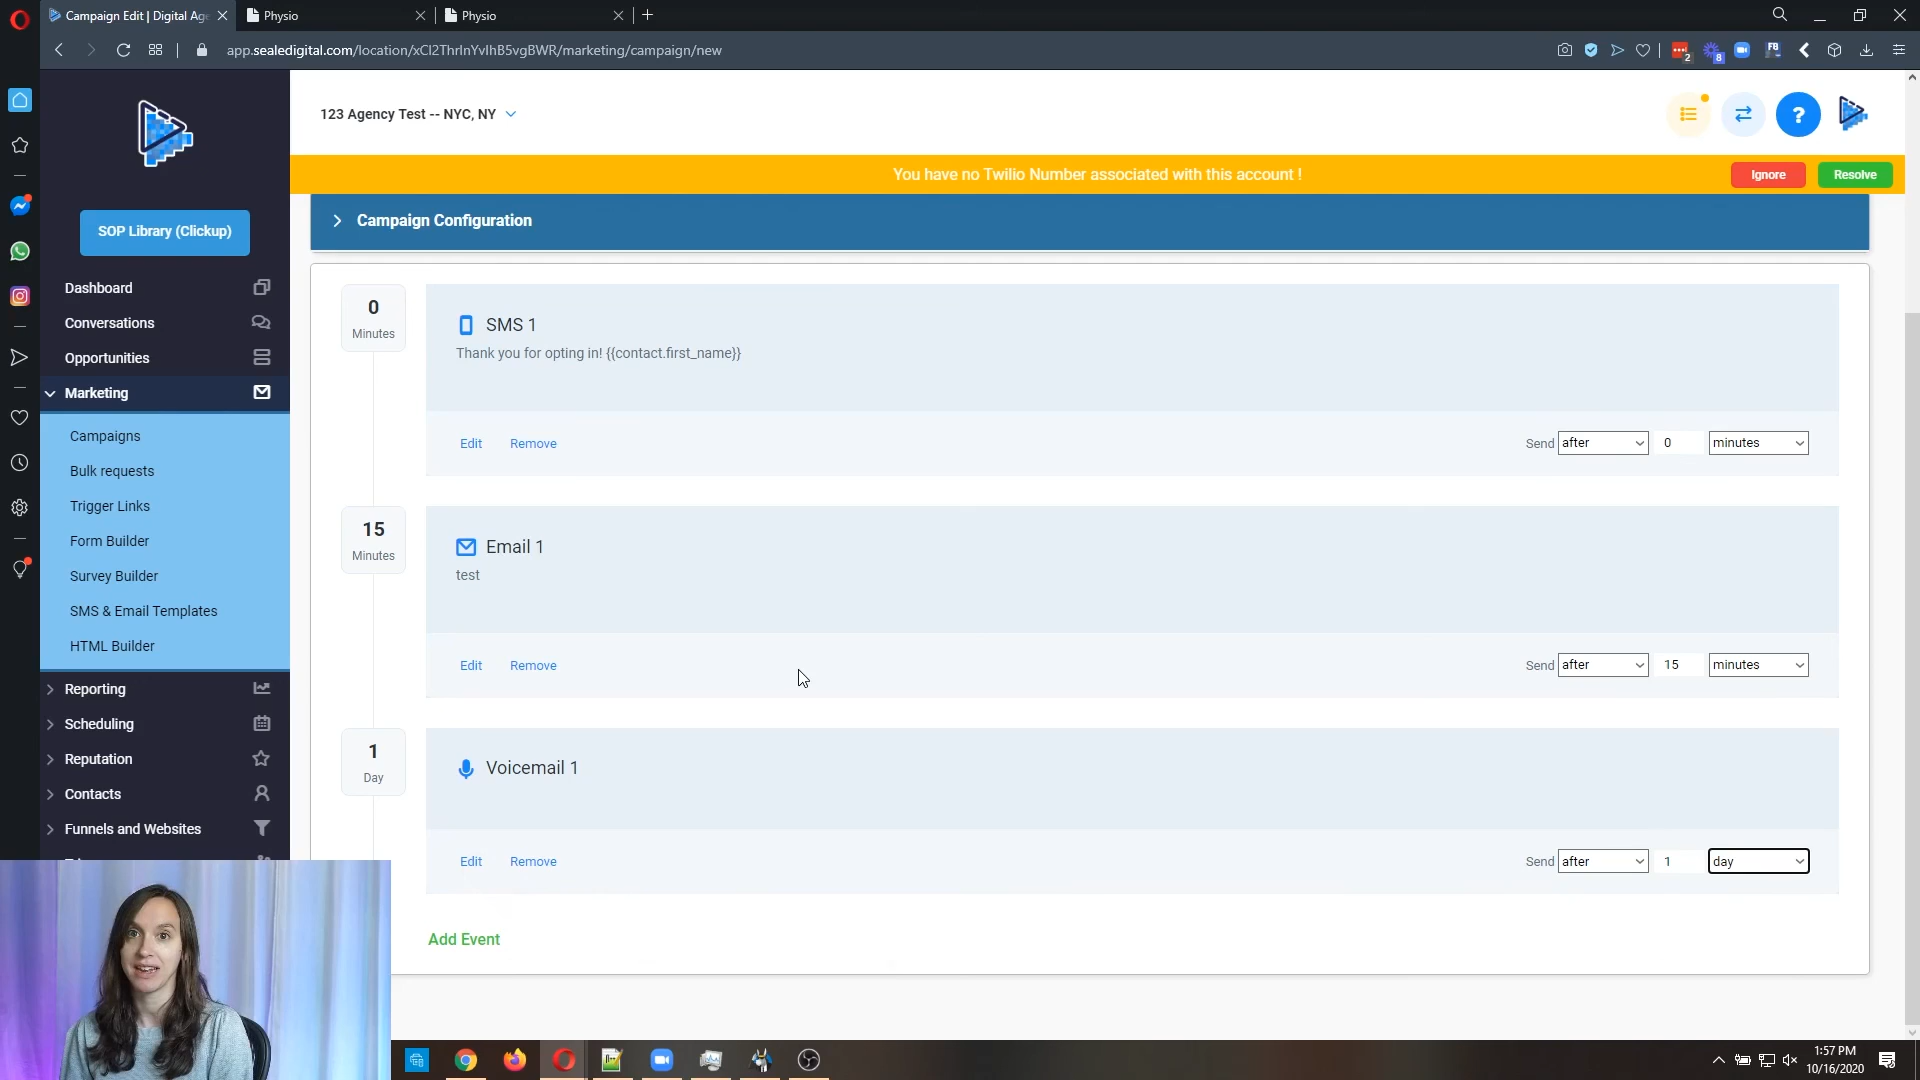 Campaign Edit | Digital Age
Physio
Physio
app.sealedigital.com/location/xCl2ThrInYvIhB5vgBWR/marketing/campaign/new
2
8
FB
123 Agency Test -- NYC, NY
?
You have no Twilio Number associated with this account !
Ignore
Resolve
SOP Library (Clickup)
Dashboard
Conversations
Opportunities
Marketing
Campaigns
Bulk requests
Trigger Links
Form Builder
Survey Builder
SMS & Email Templates
HTML Builder
Reporting
Scheduling
Reputation
Contacts
Funnels and Websites
Campaign Configuration
0
Minutes
SMS 1
Thank you for opting in! {{contact.first_name}}
Edit Remove
Send after 0 minutes
15
Minutes
Email 1
test
Edit Remove
Send after 15 minutes
1
Day
Voicemail 1
Edit Remove
Send after 1 day
Add Event
1:57 PM
10/16/2020